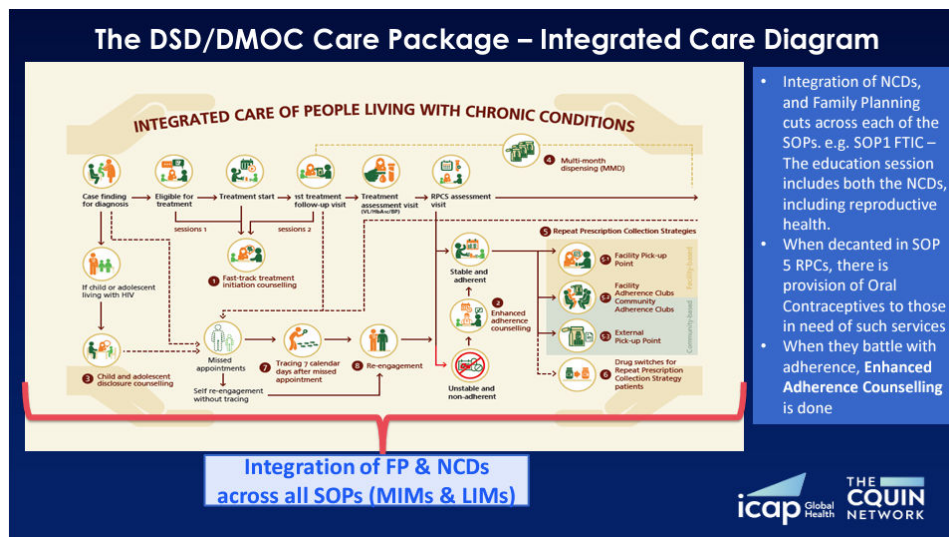 The DSD/DMOC Care Package – Integrated Care Diagram
INTEGRATED CARE OF PEOPLE LIVING WITH CHRONIC CONDITIONS
4 Multi-month
dispensing (MMD)
Case finding
for diagnosis
Eligible for
treatment
Treatment start
1st treatment
follow-up visit
Treatment
assessment visit
(VL/HbA1c/BP)
RPCS assessment
visit
sessions 1
sessions 2
1 Fast-track treatment
initiation counselling
If child or adolescent
living with HIV
3 Child and adolescent
disclosure counselling
Missed
appointments
Self re-engagement
without tracing
7 Tracing 7 calendar
days after missed
appointment
8 Re-engagement
Stable and
adherent
2 Enhanced
adherence
counselling
Unstable and
non-adherent
5 Repeat Prescription Collection Strategies
5.1 Facility Pick-up
Point
5.2 Facility
Adherence Clubs
Community
Adherence Clubs
5.3 External
Pick-up Point
Facility-based
Community-based
6 Drug switches for
Repeat Prescription
Collection Strategy
patients
• Integration of NCDs,
and Family Planning
cuts across each of the
SOPs. e.g. SOP1 FTIC –
The education session
includes both the NCDs,
including reproductive
health.
• When decanted in SOP
5 RPCs, there is
provision of Oral
Contraceptives to those
in need of such services
• When they battle with
adherence, Enhanced
Adherence Counselling
is done
Integration of FP & NCDs
across all SOPs (MIMs & LIMs)
icap Global
Health
THE
CQUIN
NETWORK